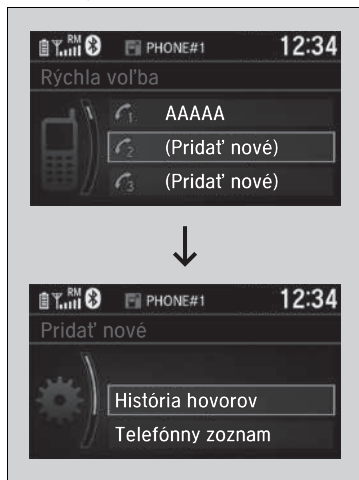 RM PHONE#1 12:34
Rýchla voľba
1 AAAAA
2 (Pridať nové)
3 (Pridať nové)
RM PHONE#1 12:34
Pridať nové
História hovorov
Telefónny zoznam